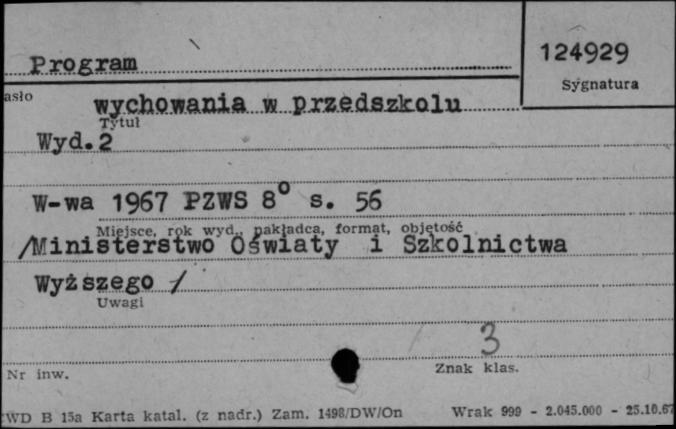 Program
124929
Sygnatura
asło
wychowania w przedszkolu
Tytuł
Wyd.2
W-wa 1967 PZWS 8° s. 56
Miejsce, rok wyd., nakładca, format, objętość
/Ministerstwo Oświaty i Szkolnictwa
Wyższego /
Uwagi
3
Nr inw.
Znak klas.
WD B 15a Karta katal. (z nadr.) Zam. 1498/DW/On Wrak 999 - 2.045.000 - 25.10.67